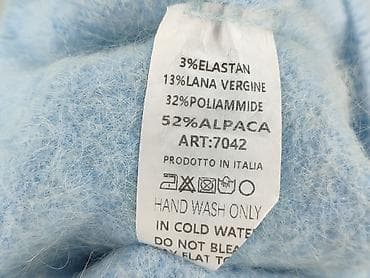 3%ELASTAN
13%LANA VERGINE
32%POLIAMMIDE
52%ALPACA
ART:7042
PRODOTTO IN ITALIA
HAND WASH ONLY
IN COLD WATER
DO NOT BLEA
FLAT TO